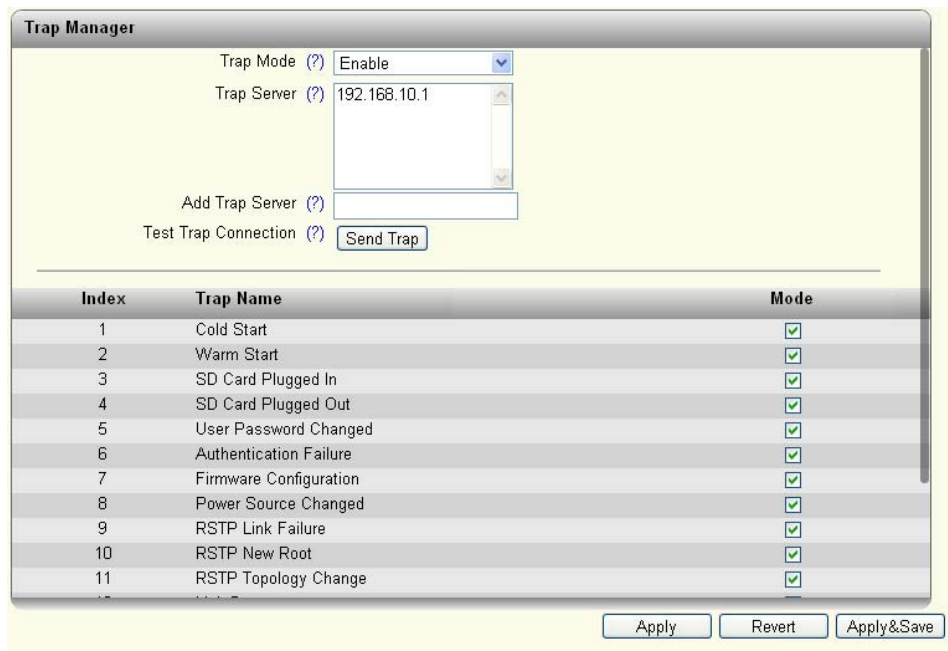 Trap Manager
Trap Mode (?) Enable
Trap Server (?) 192.168.10.1
Add Trap Server (?)
Test Trap Connection (?) Send Trap
Index Trap Name Mode
1 Cold Start
2 Warm Start
3 SD Card Plugged In
4 SD Card Plugged Out
5 User Password Changed
6 Authentication Failure
7 Firmware Configuration
8 Power Source Changed
9 RSTP Link Failure
10 RSTP New Root
11 RSTP Topology Change
Apply Revert Apply&Save